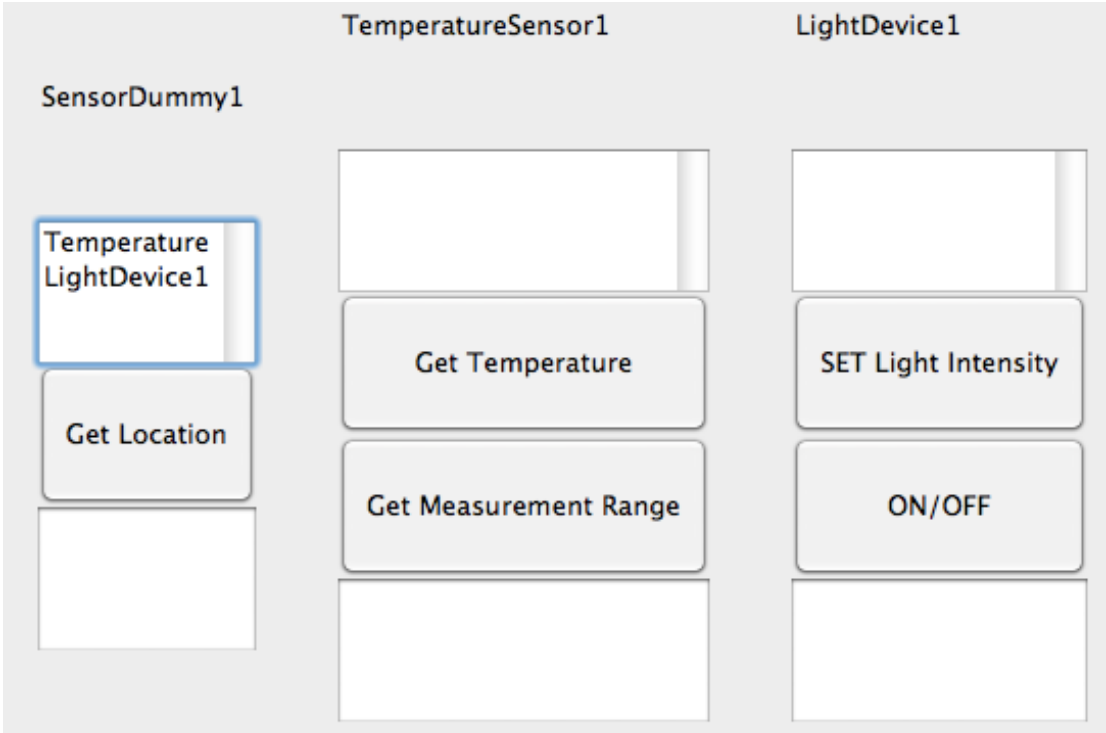 SensorDummy1
Temperature
LightDevice1
Get Location
TemperatureSensor1
Get Temperature
Get Measurement Range
LightDevice1
SET Light Intensity
ON/OFF